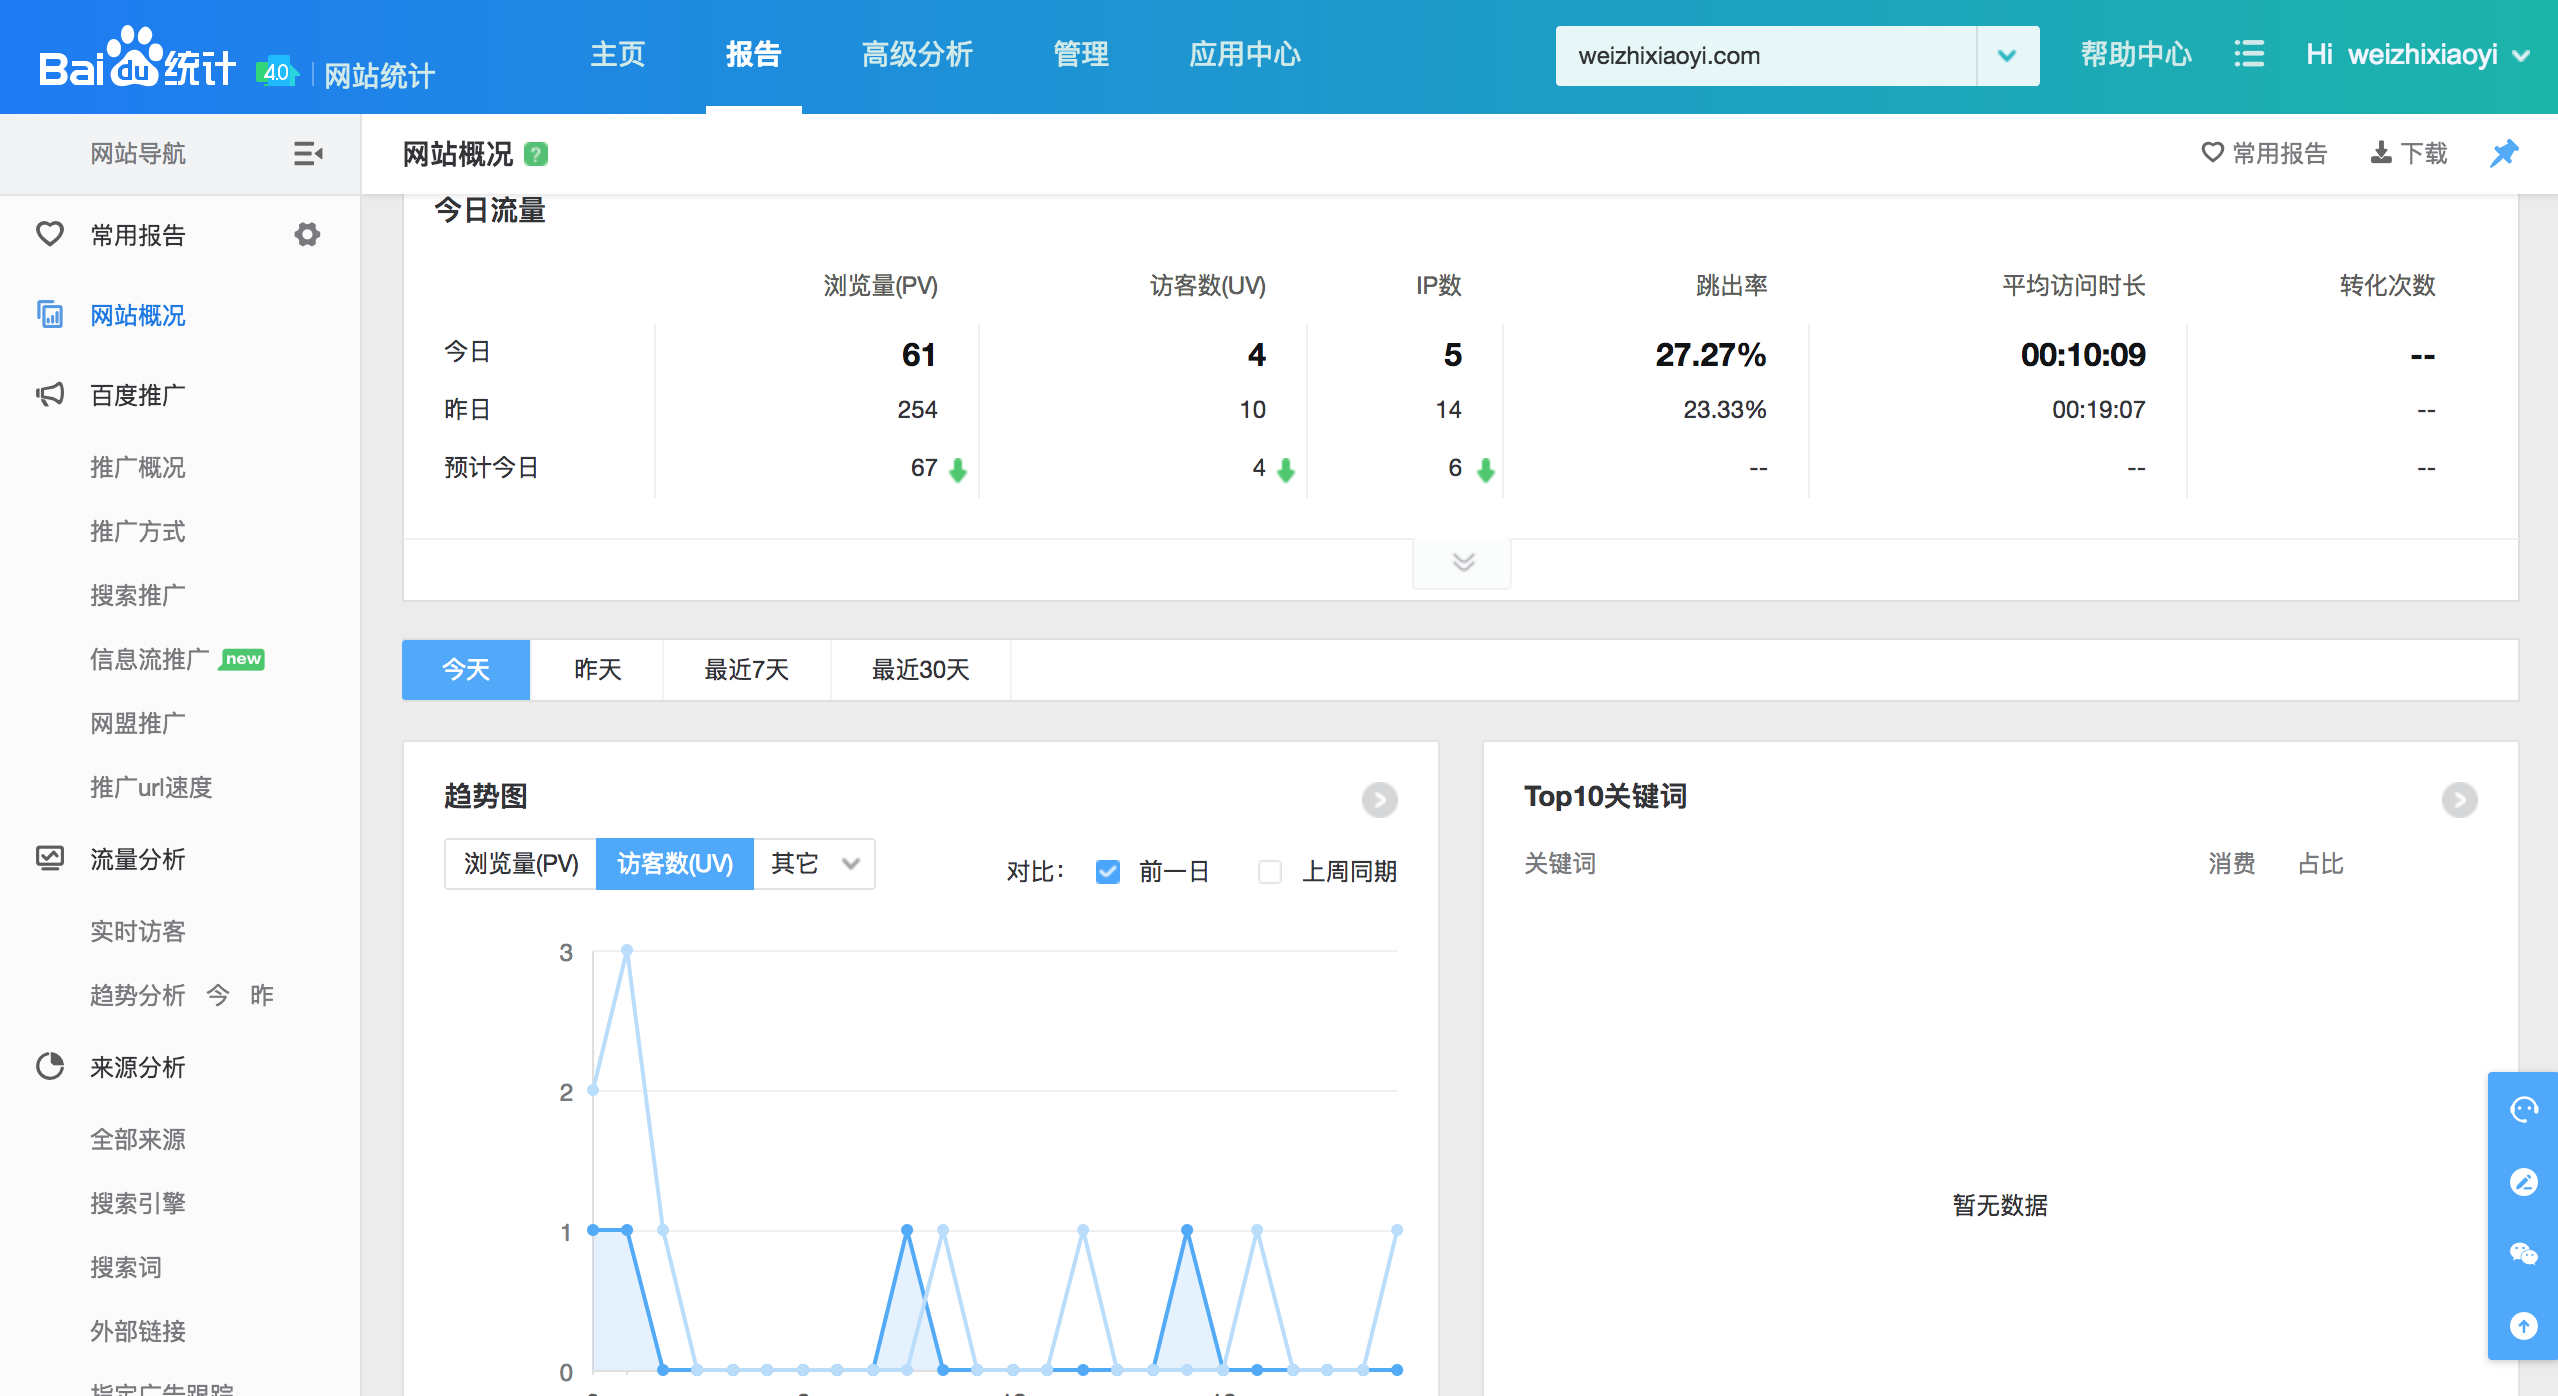 Bai du 统计 4.0 网站统计
主页 报告 高级分析 管理 应用中心
weizhixiaoyi.com
帮助中心 Hi weizhixiaoyi
网站导航
网站概况 ?
常用报告 下载
常用报告
网站概况
百度推广
推广概况
推广方式
搜索推广
信息流推广 new
网盟推广
推广url速度
流量分析
实时访客
趋势分析 今 昨
来源分析
全部来源
搜索引擎
搜索词
外部链接
指定广告跟踪
今日流量
浏览量(PV) 访客数(UV) IP数 跳出率 平均访问时长 转化次数
今日 61 4 5 27.27% 00:10:09 --
昨日 254 10 14 23.33% 00:19:07 --
预计今日 67 4 6 -- -- --
今天 昨天 最近7天 最近30天
趋势图
浏览量(PV) 访客数(UV) 其它
对比： 前一日 上周同期
3
2
1
0
Top10关键词
关键词 消费 占比
暂无数据